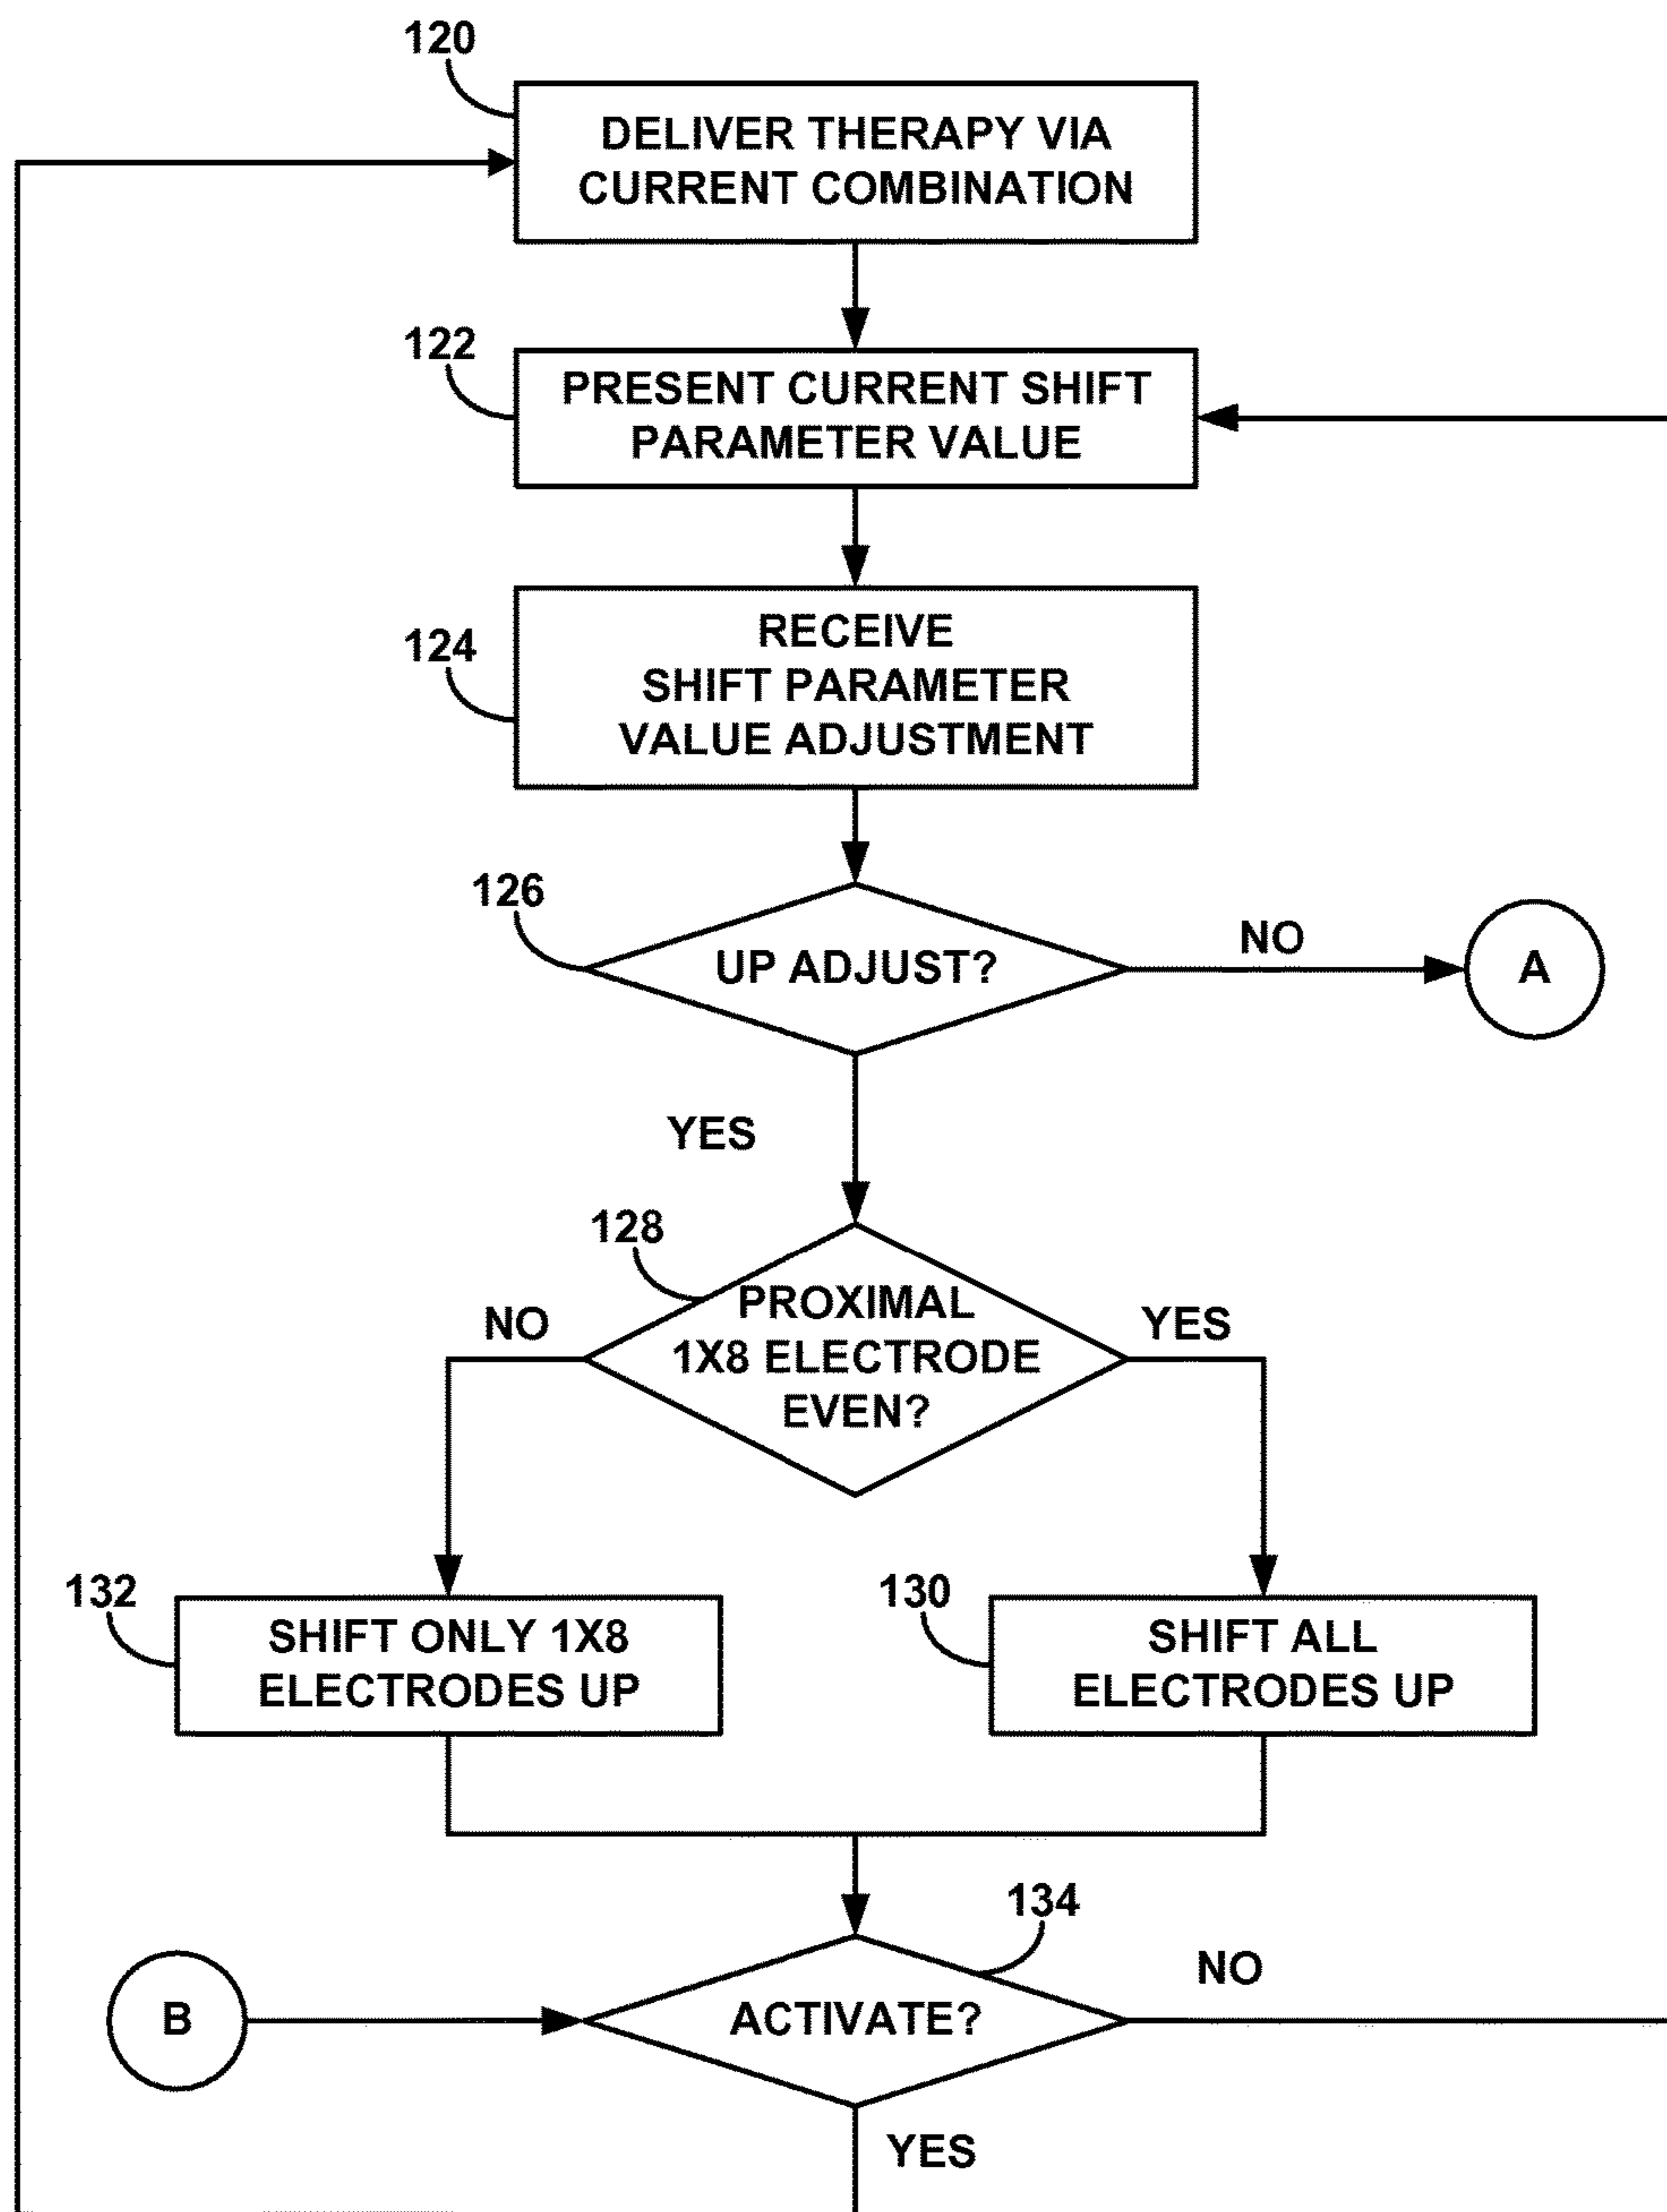 120
DELIVER THERAPY VIA
CURRENT COMBINATION
122
PRESENT CURRENT SHIFT
PARAMETER VALUE
124
RECEIVE
SHIFT PARAMETER
VALUE ADJUSTMENT
126
UP ADJUST?
NO
A
YES
128
PROXIMAL
1X8 ELECTRODE
EVEN?
NO
YES
132
SHIFT ONLY 1X8
ELECTRODES UP
130
SHIFT ALL
ELECTRODES UP
134
B
ACTIVATE?
NO
YES